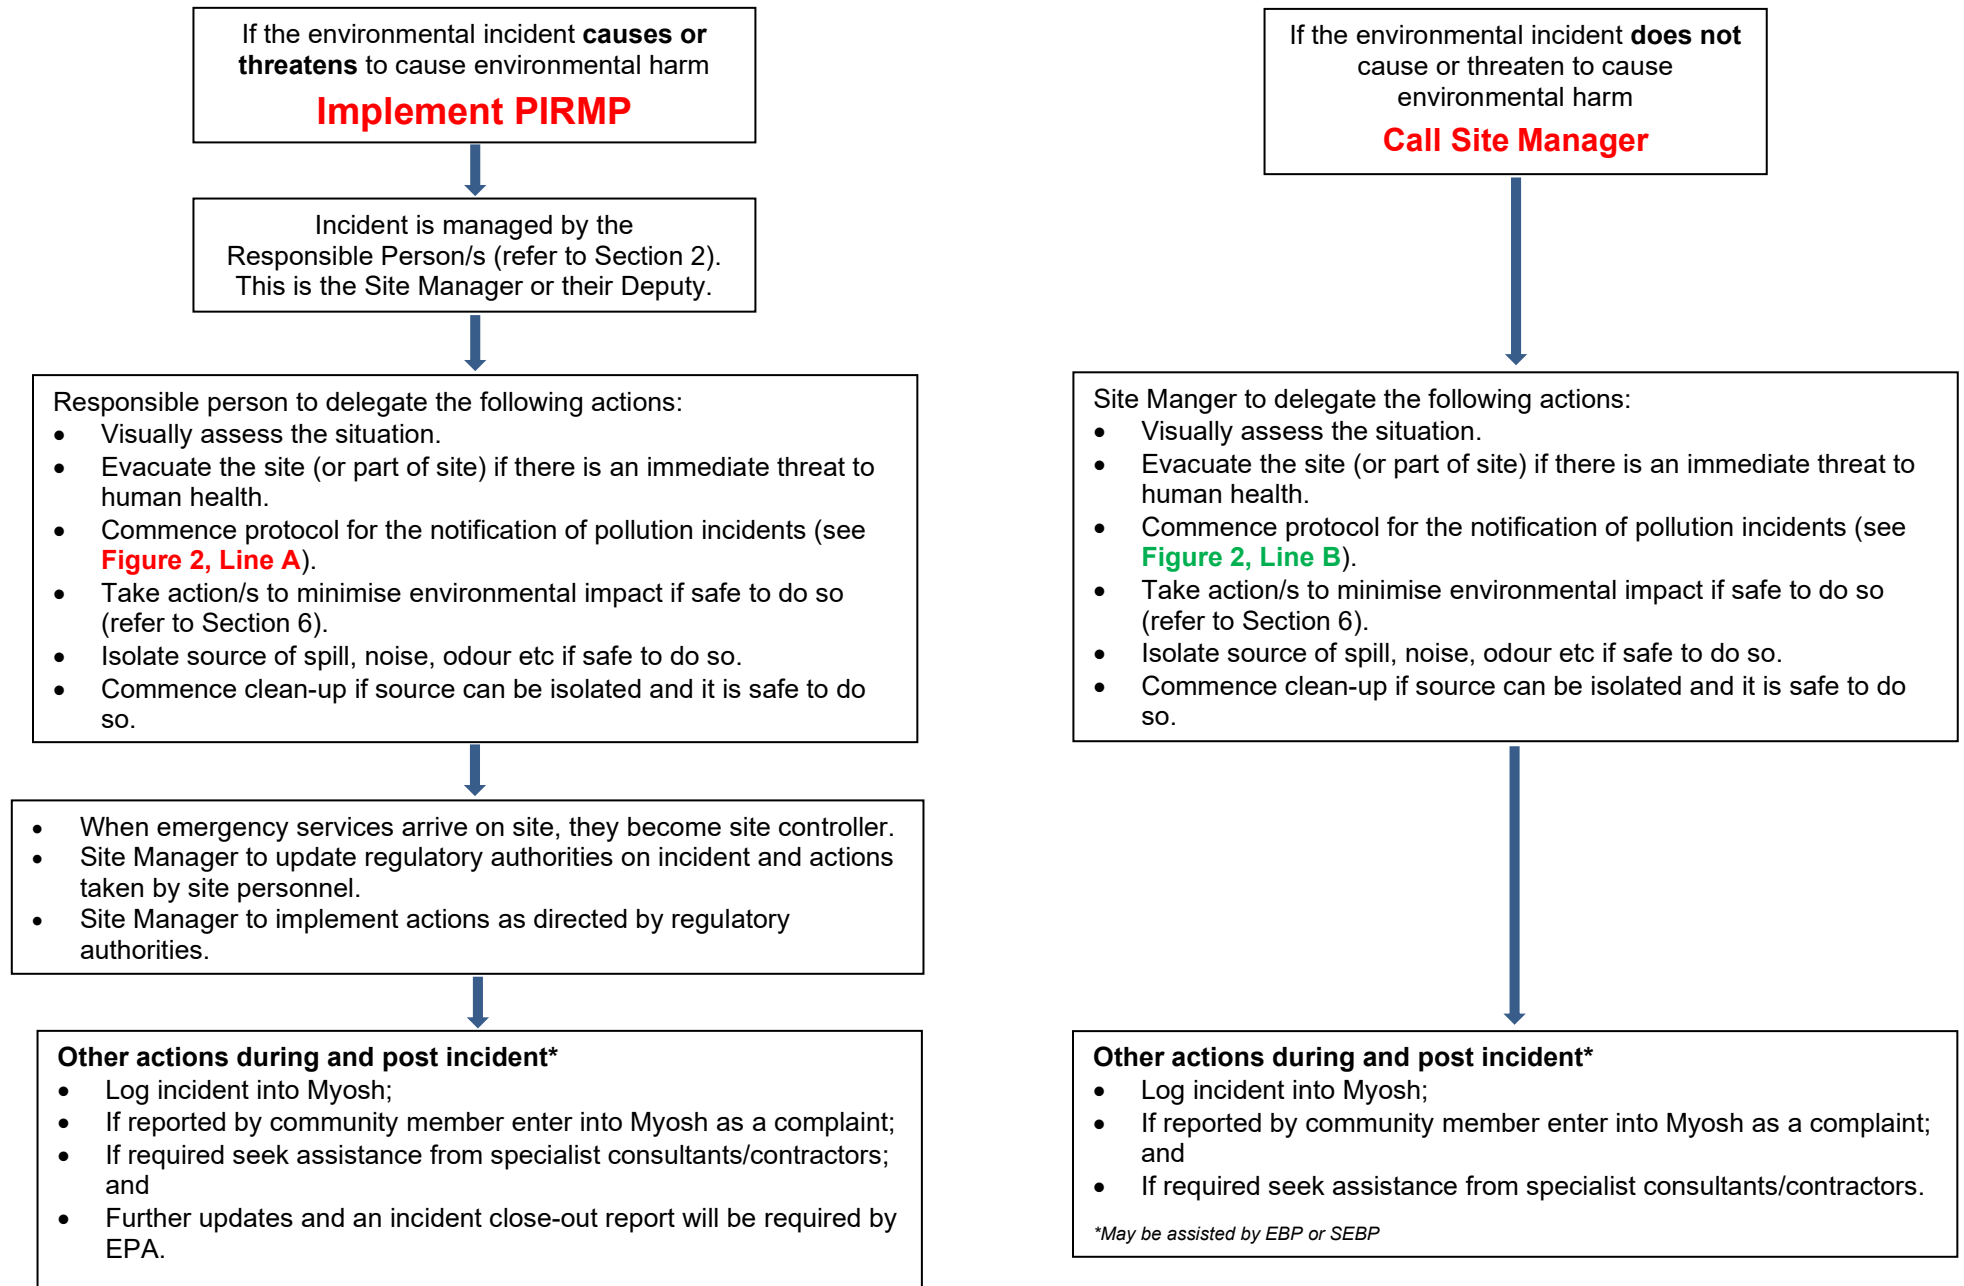 If the environmental incident causes or
threatens to cause environmental harm
Implement PIRMP
Incident is managed by the
Responsible Person/s (refer to Section 2).
This is the Site Manager or their Deputy.
Responsible person to delegate the following actions:
• Visually assess the situation.
• Evacuate the site (or part of site) if there is an immediate threat to
human health.
• Commence protocol for the notification of pollution incidents (see
Figure 2, Line A).
• Take action/s to minimise environmental impact if safe to do so
(refer to Section 6).
• Isolate source of spill, noise, odour etc if safe to do so.
• Commence clean-up if source can be isolated and it is safe to do
so.
• When emergency services arrive on site, they become site controller.
• Site Manager to update regulatory authorities on incident and actions
taken by site personnel.
• Site Manager to implement actions as directed by regulatory
authorities.
Other actions during and post incident*
• Log incident into Myosh;
• If reported by community member enter into Myosh as a complaint;
• If required seek assistance from specialist consultants/contractors;
and
• Further updates and an incident close-out report will be required by
EPA.
If the environmental incident does not
cause or threaten to cause
environmental harm
Call Site Manager
Site Manger to delegate the following actions:
• Visually assess the situation.
• Evacuate the site (or part of site) if there is an immediate threat to
human health.
• Commence protocol for the notification of pollution incidents (see
Figure 2, Line B).
• Take action/s to minimise environmental impact if safe to do so
(refer to Section 6).
• Isolate source of spill, noise, odour etc if safe to do so.
• Commence clean-up if source can be isolated and it is safe to do
so.
Other actions during and post incident*
• Log incident into Myosh;
• If reported by community member enter into Myosh as a complaint;
and
• If required seek assistance from specialist consultants/contractors.
*May be assisted by EBP or SEBP